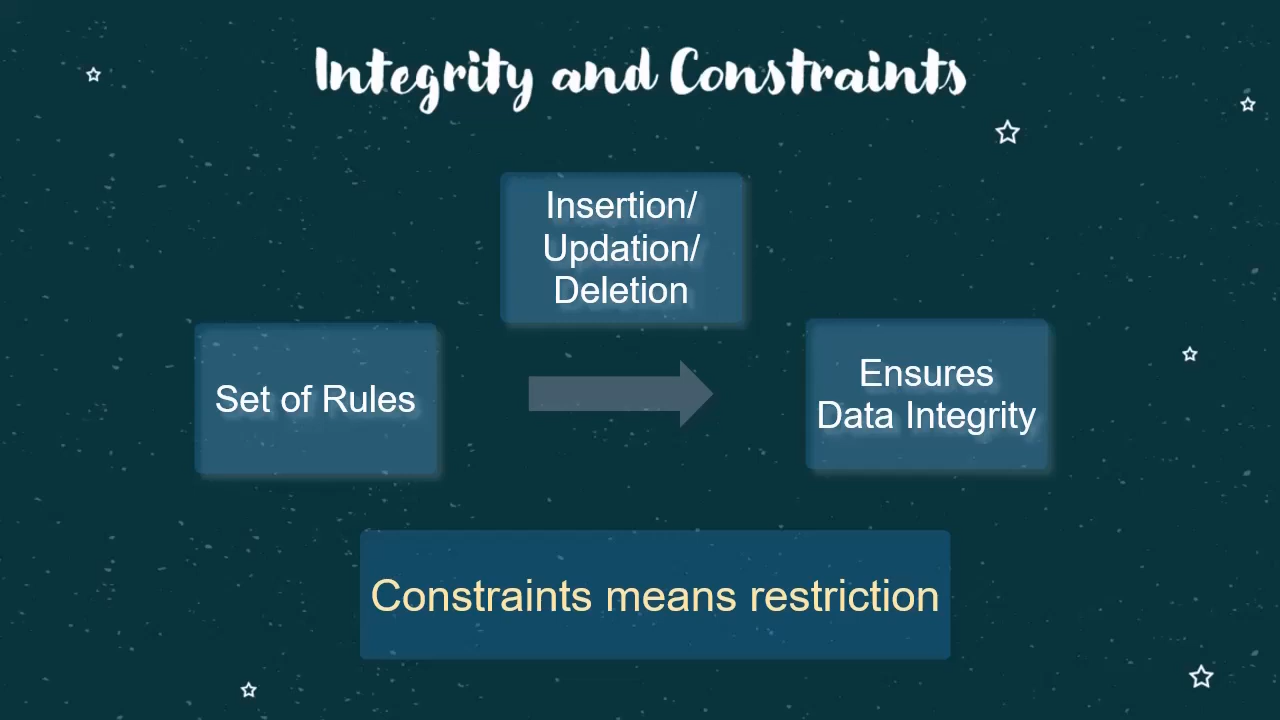 Integrity and Constraints
Insertion/
Updation/
Deletion
Set of Rules
Ensures
Data Integrity
Constraints means restriction